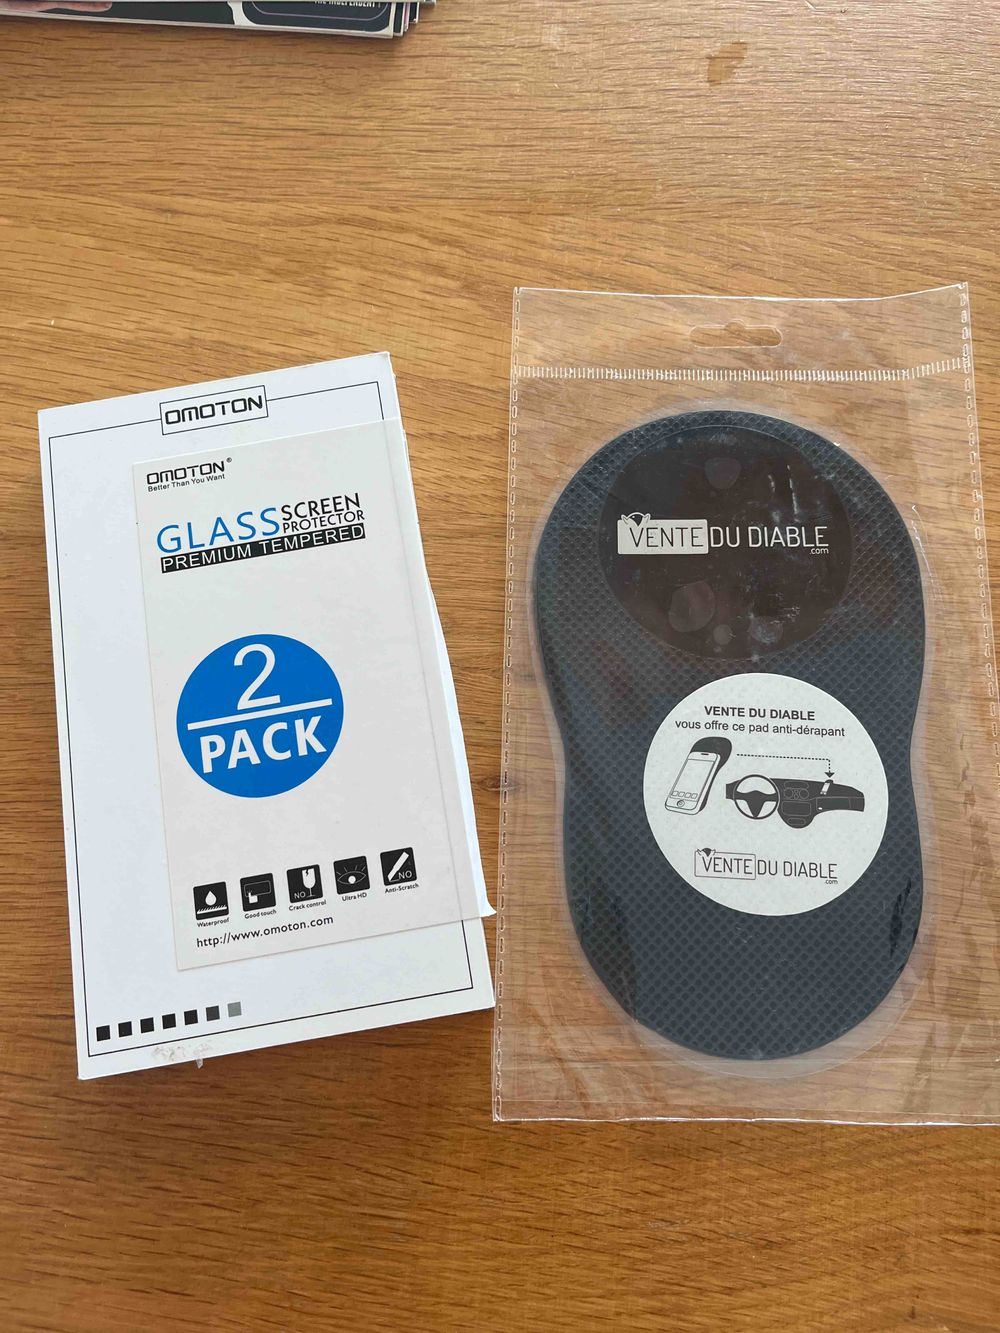 THE INDEPENDENT
OMOTON
OMOTON®
Better Than You Want
GLASS SCREEN
PROTECTOR
PREMIUM TEMPERED
2
PACK
NO
NO
Waterproof
Good touch
Crack control
Ultra HD
Anti-Scratch
http://www.omoton.com
VENTE DU DIABLE
.com
VENTE DU DIABLE
vous offre ce pad anti-dérapant
VENTE DU DIABLE
.com